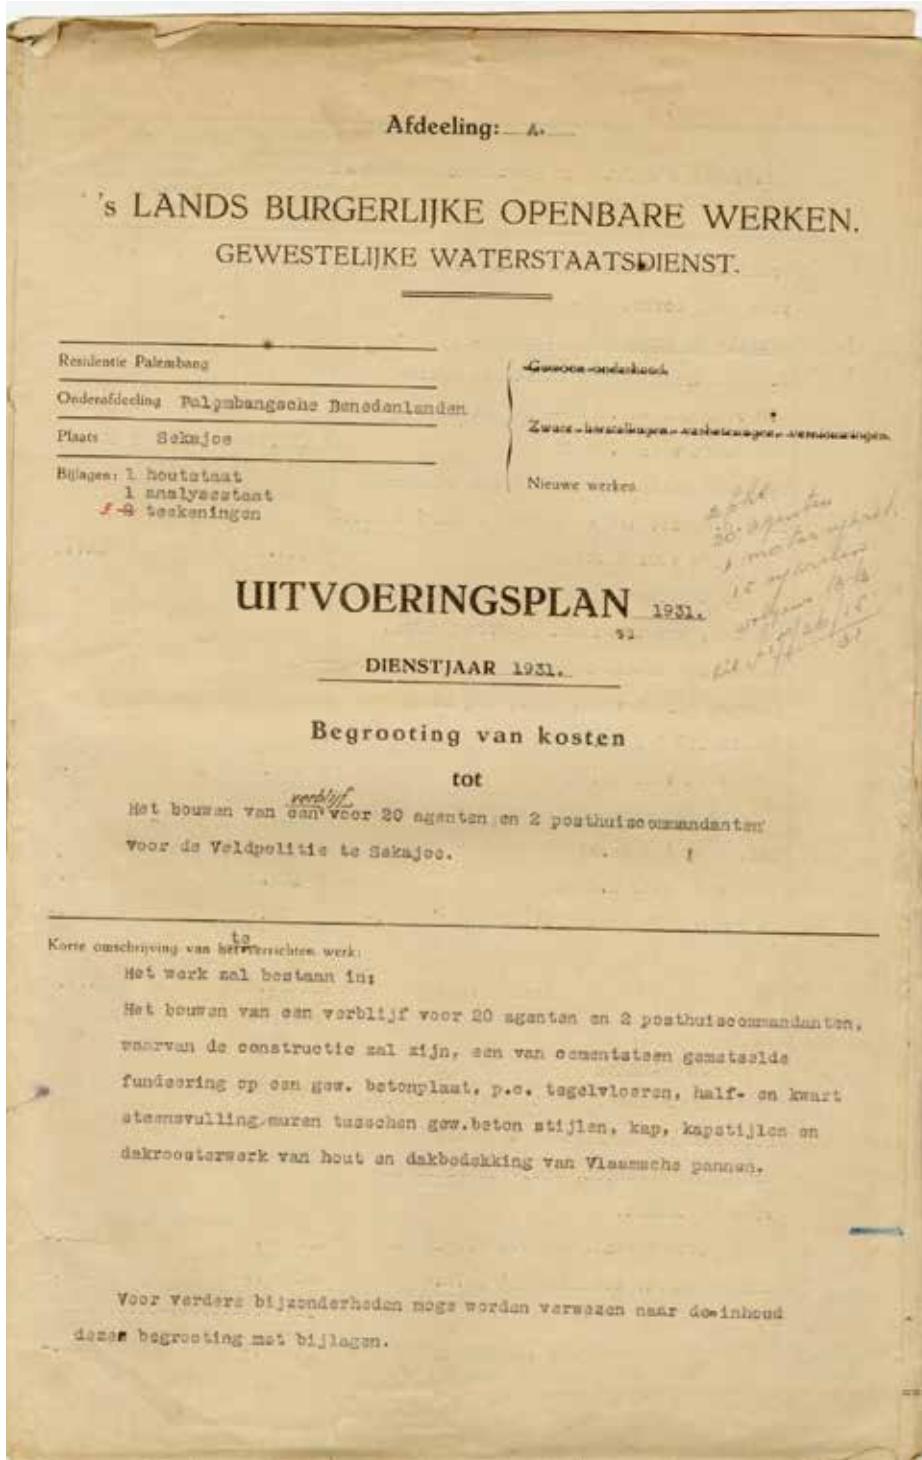 Afdeeling: A.
's LANDS BURGERLIJKE OPENBARE WERKEN.
GEWESTELIJKE WATERSTAATSDIENST.
Residentie Palembang
Onderafdeeling Palembangsche Benedenlanden
Plaats Sekajoe
Bijlagen: 1 houtstaat
1 analysestaat
teekeningen
Gewoon onderhoud.
Zware herstellingen, verbeteringen, vernieuwingen.
Nieuwe werken
20 agenten
1 motor
15
UITVOERINGSPLAN 1931.
DIENSTJAAR 1931.
Begrooting van kosten
tot
verblijf
Het bouwen van een voor 20 agenten en 2 posthuiscommandanten
voor de Veldpolitie te Sekajoe.
te
Korte omschrijving van het verrichten werk:
Het werk zal bestaan in:
Het bouwen van een verblijf voor 20 agenten en 2 posthuiscommandanten,
waarvan de constructie zal zijn, een van cementsteen gemetselde
fundeering op een gew. betonplaat, p.c. tegelvloeren, half- en kwart
steensvulling muren tusschen gew.beton stijlen, kap, kapstijlen en
dakroosterwerk van hout en dakbedekking van Vlaamsche pannen.
Voor verdere bijzonderheden moge worden verwezen naar de inhoud
dezer begrooting met bijlagen.